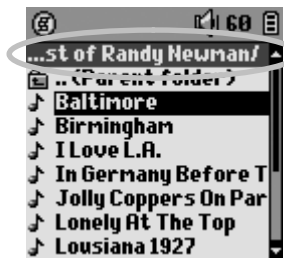 60
...st of Randy Newman/
.. (Parent folder)
Baltimore
Birmingham
I Love L.A.
In Germany Before T
Jolly Coppers On Par
Lonely At The Top
Lousiana 1927